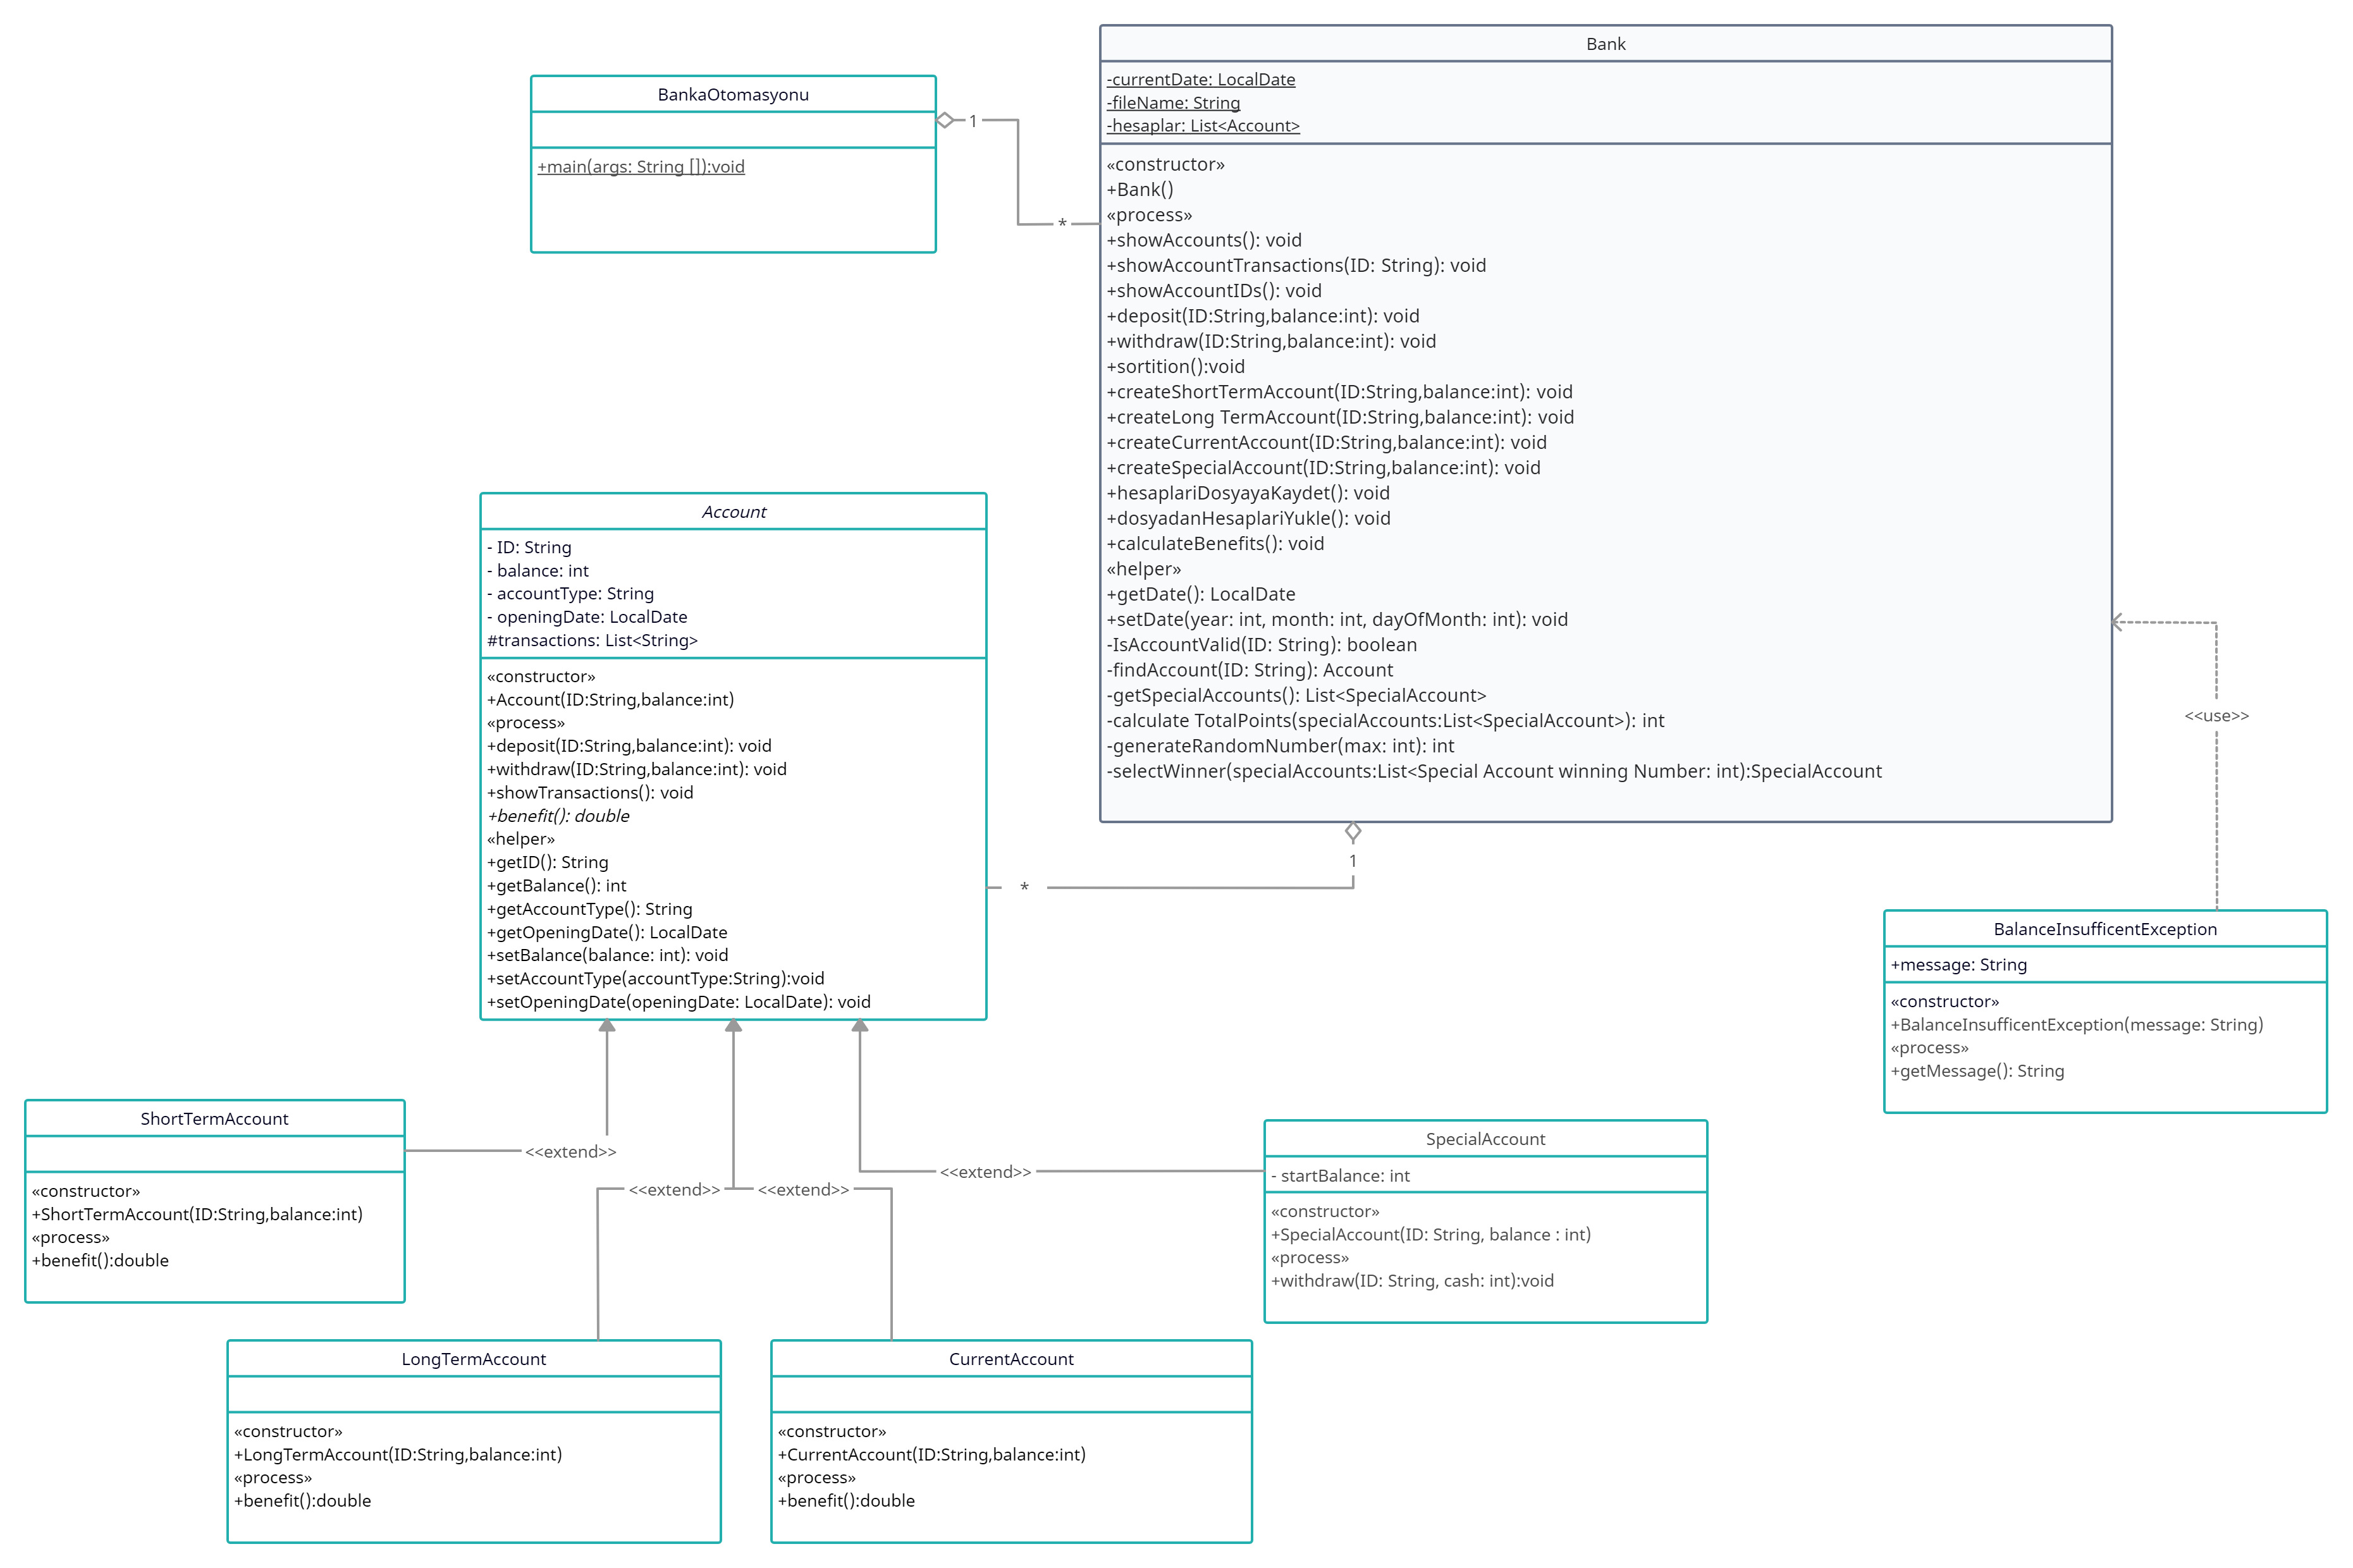 BankaOtomasyonu
+main(args: String []):void
1
*
Bank
-currentDate: LocalDate
-fileName: String
-hesaplar: List<Account>
«constructor»
+Bank()
«process»
+showAccounts(): void
+showAccountTransactions(ID: String): void
+showAccountIDs(): void
+deposit(ID:String,balance:int): void
+withdraw(ID:String,balance:int): void
+sortition():void
+createShortTermAccount(ID:String,balance:int): void
+createLong TermAccount(ID:String,balance:int): void
+createCurrentAccount(ID:String,balance:int): void
+createSpecialAccount(ID:String,balance:int): void
+hesaplariDosyayaKaydet(): void
+dosyadanHesaplariYukle(): void
+calculateBenefits(): void
«helper»
+getDate(): LocalDate
+setDate(year: int, month: int, dayOfMonth: int): void
-IsAccountValid(ID: String): boolean
-findAccount(ID: String): Account
-getSpecialAccounts(): List<SpecialAccount>
-calculate TotalPoints(specialAccounts:List<SpecialAccount>): int
-generateRandomNumber(max: int): int
-selectWinner(specialAccounts:List<Special Account winning Number: int):SpecialAccount
Account
- ID: String
- balance: int
- accountType: String
- openingDate: LocalDate
#transactions: List<String>
«constructor»
+Account(ID:String,balance:int)
«process»
+deposit(ID:String,balance:int): void
+withdraw(ID:String,balance:int): void
+showTransactions(): void
+benefit(): double
«helper»
+getID(): String
+getBalance(): int
+getAccountType(): String
+getOpeningDate(): LocalDate
+setBalance(balance: int): void
+setAccountType(accountType:String):void
+setOpeningDate(openingDate: LocalDate): void
1
*
<<use>>
BalanceInsufficentException
+message: String
«constructor»
+BalanceInsufficentException(message: String)
«process»
+getMessage(): String
ShortTermAccount
«constructor»
+ShortTermAccount(ID:String,balance:int)
«process»
+benefit():double
<<extend>>
<<extend>>
<<extend>>
<<extend>>
SpecialAccount
- startBalance: int
«constructor»
+SpecialAccount(ID: String, balance : int)
«process»
+withdraw(ID: String, cash: int):void
LongTermAccount
«constructor»
+LongTermAccount(ID:String,balance:int)
«process»
+benefit():double
CurrentAccount
«constructor»
+CurrentAccount(ID:String,balance:int)
«process»
+benefit():double